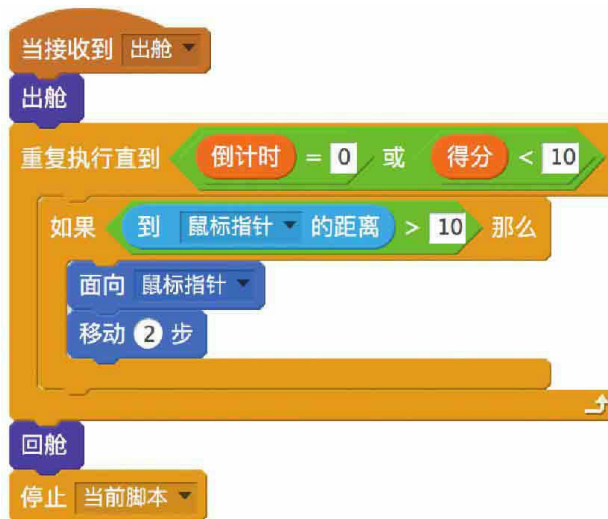 当接收到 出舱
出舱
重复执行直到 倒计时 = 0 或 得分 < 10
如果 到 鼠标指针 的距离 > 10 那么
面向 鼠标指针
移动 2 步
回舱
停止 当前脚本